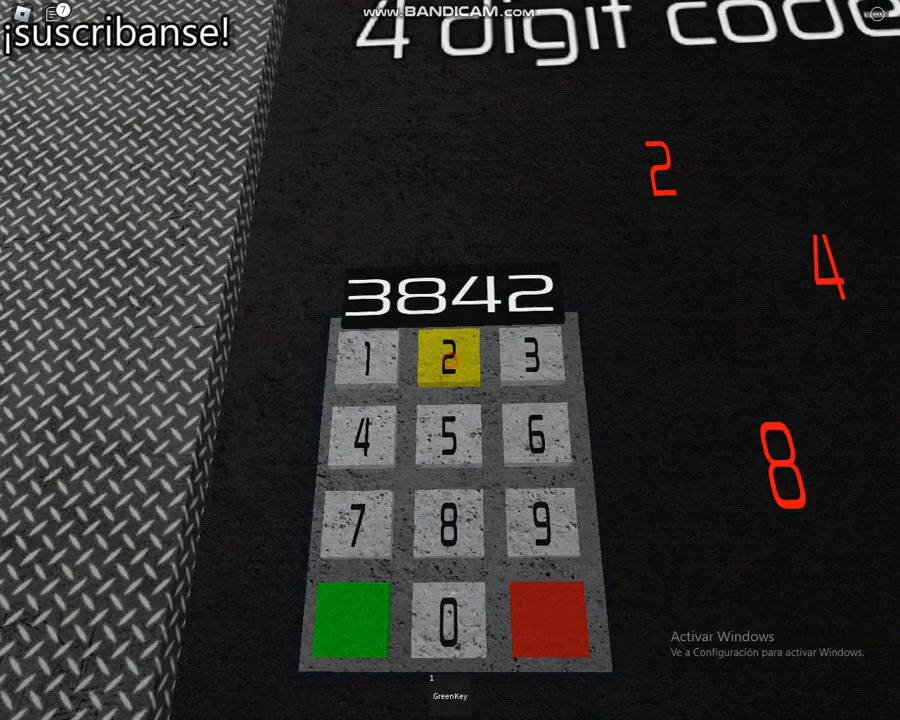 7
www.BANDICAM.com
¡suscribanse!
4 digit code
2
4
3842
1 2 3
4 5 6
8
7 8 9
0
Activar Windows
Ve a Configuración para activar Windows.
1
GreenKey